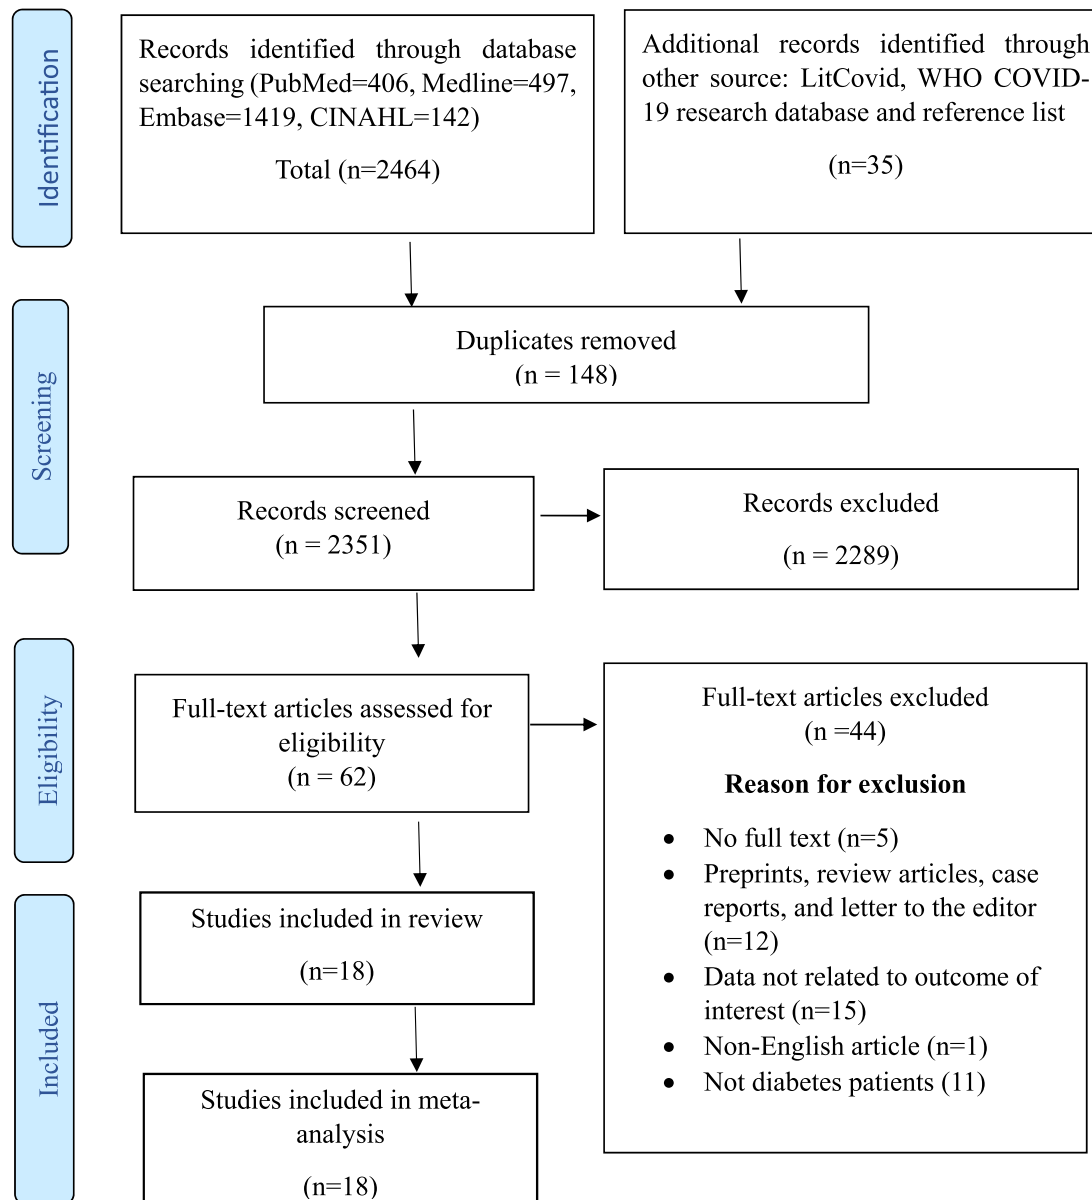 Identification
Records identified through database
searching (PubMed=406, Medline=497,
Embase=1419, CINAHL=142)
Total (n=2464)
Additional records identified through
other source: LitCovid, WHO COVID-
19 research database and reference list
(n=35)
Screening
Duplicates removed
(n = 148)
Records screened
(n = 2351)
Records excluded
(n = 2289)
Eligibility
Full-text articles assessed for
eligibility
(n = 62)
Full-text articles excluded
(n =44)
Reason for exclusion
• No full text (n=5)
• Preprints, review articles, case
reports, and letter to the editor
(n=12)
• Data not related to outcome of
interest (n=15)
• Non-English article (n=1)
• Not diabetes patients (11)
Included
Studies included in review
(n=18)
Studies included in meta-
analysis
(n=18)